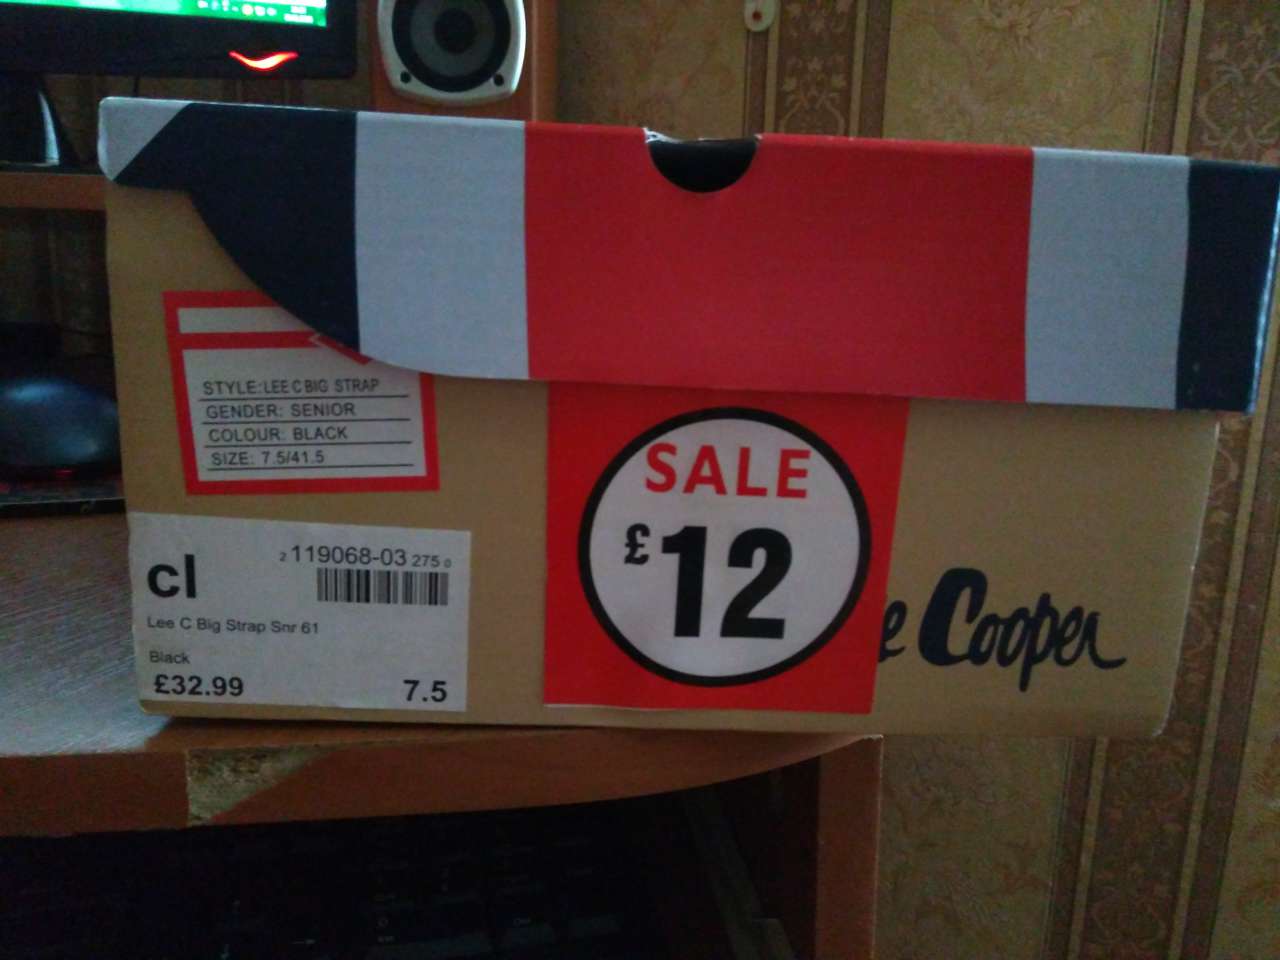 STYLE:LEE C BIG STRAP
GENDER: SENIOR
COLOUR: BLACK
SIZE: 7.5/41.5
cl
2 119068-03 275 0
Lee C Big Strap Snr 61
Black
£32.99
7.5
SALE
£12
e Cooper